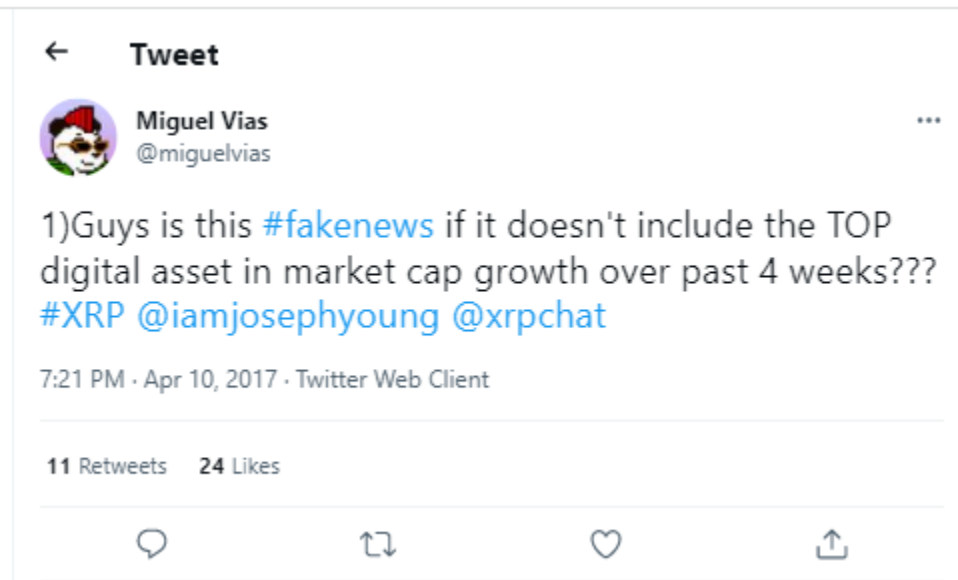 Tweet
Miguel Vias
@miguelvias
1)Guys is this #fakenews if it doesn't include the TOP
digital asset in market cap growth over past 4 weeks???
#XRP @iamjosephyoung @xrpchat
7:21 PM · Apr 10, 2017 · Twitter Web Client
11 Retweets 24 Likes